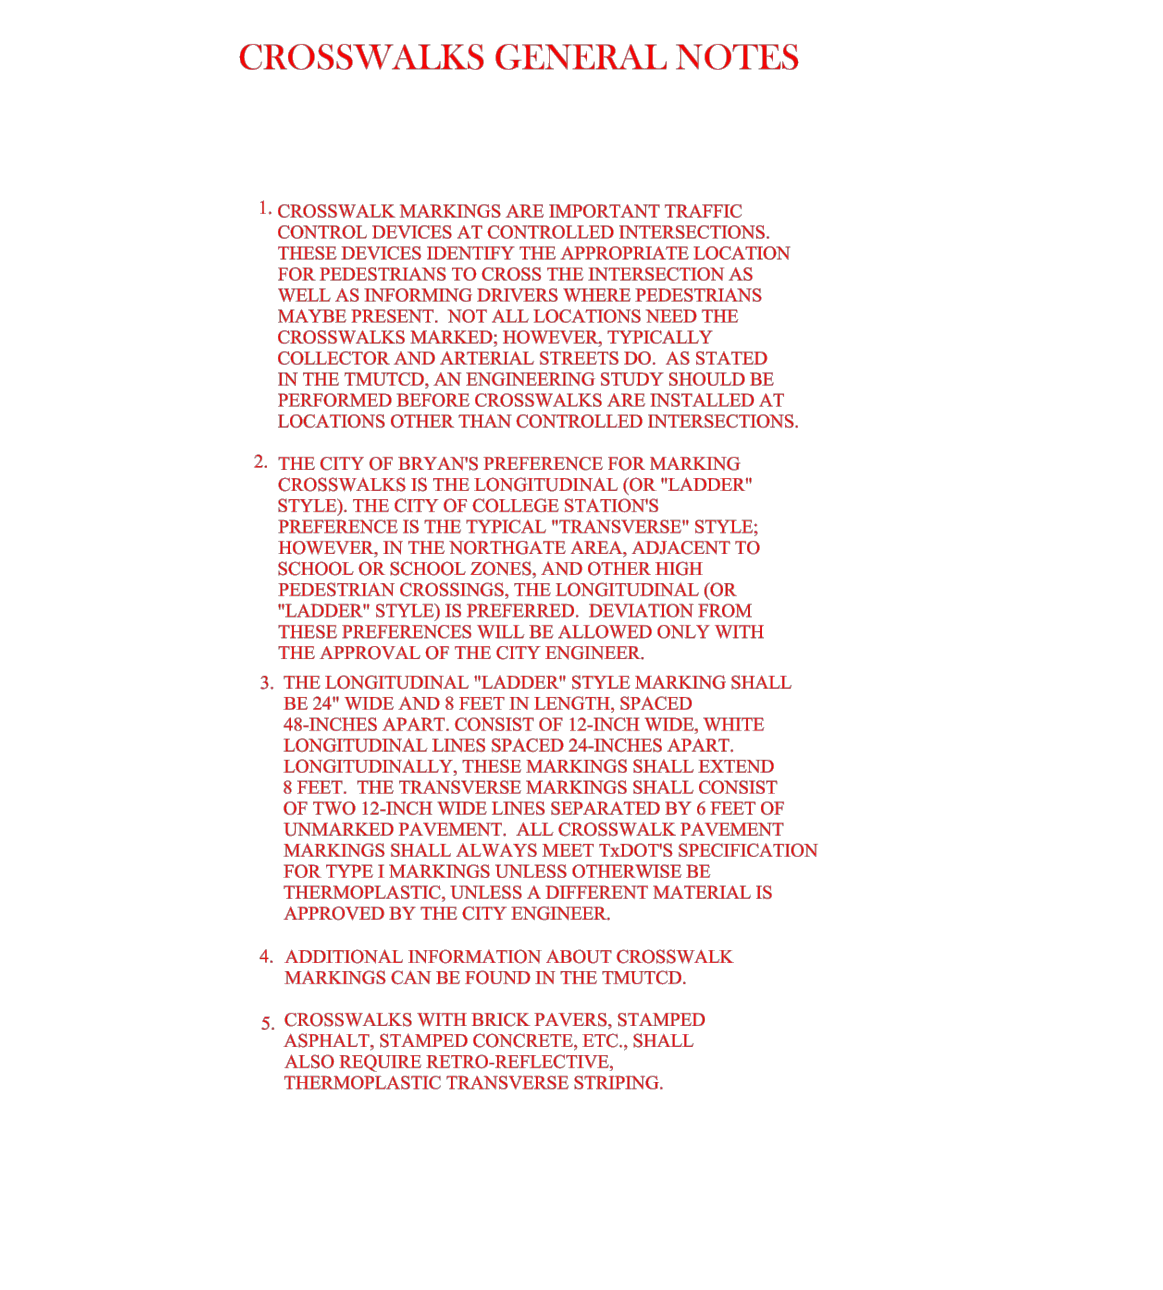 CROSSWALKS GENERAL NOTES
1. CROSSWALK MARKINGS ARE IMPORTANT TRAFFIC
CONTROL DEVICES AT CONTROLLED INTERSECTIONS.
THESE DEVICES IDENTIFY THE APPROPRIATE LOCATION
FOR PEDESTRIANS TO CROSS THE INTERSECTION AS
WELL AS INFORMING DRIVERS WHERE PEDESTRIANS
MAYBE PRESENT.  NOT ALL LOCATIONS NEED THE
CROSSWALKS MARKED; HOWEVER, TYPICALLY
COLLECTOR AND ARTERIAL STREETS DO.  AS STATED
IN THE TMUTCD, AN ENGINEERING STUDY SHOULD BE
PERFORMED BEFORE CROSSWALKS ARE INSTALLED AT
LOCATIONS OTHER THAN CONTROLLED INTERSECTIONS.
2. THE CITY OF BRYAN'S PREFERENCE FOR MARKING
CROSSWALKS IS THE LONGITUDINAL (OR "LADDER"
STYLE). THE CITY OF COLLEGE STATION'S
PREFERENCE IS THE TYPICAL "TRANSVERSE" STYLE;
HOWEVER, IN THE NORTHGATE AREA, ADJACENT TO
SCHOOL OR SCHOOL ZONES, AND OTHER HIGH
PEDESTRIAN CROSSINGS, THE LONGITUDINAL (OR
"LADDER" STYLE) IS PREFERRED.  DEVIATION FROM
THESE PREFERENCES WILL BE ALLOWED ONLY WITH
THE APPROVAL OF THE CITY ENGINEER.
3. THE LONGITUDINAL "LADDER" STYLE MARKING SHALL
BE 24" WIDE AND 8 FEET IN LENGTH, SPACED
48-INCHES APART. CONSIST OF 12-INCH WIDE, WHITE
LONGITUDINAL LINES SPACED 24-INCHES APART.
LONGITUDINALLY, THESE MARKINGS SHALL EXTEND
8 FEET.  THE TRANSVERSE MARKINGS SHALL CONSIST
OF TWO 12-INCH WIDE LINES SEPARATED BY 6 FEET OF
UNMARKED PAVEMENT.  ALL CROSSWALK PAVEMENT
MARKINGS SHALL ALWAYS MEET TxDOT'S SPECIFICATION
FOR TYPE I MARKINGS UNLESS OTHERWISE BE
THERMOPLASTIC, UNLESS A DIFFERENT MATERIAL IS
APPROVED BY THE CITY ENGINEER.
4. ADDITIONAL INFORMATION ABOUT CROSSWALK
MARKINGS CAN BE FOUND IN THE TMUTCD.
5. CROSSWALKS WITH BRICK PAVERS, STAMPED
ASPHALT, STAMPED CONCRETE, ETC., SHALL
ALSO REQUIRE RETRO-REFLECTIVE,
THERMOPLASTIC TRANSVERSE STRIPING.